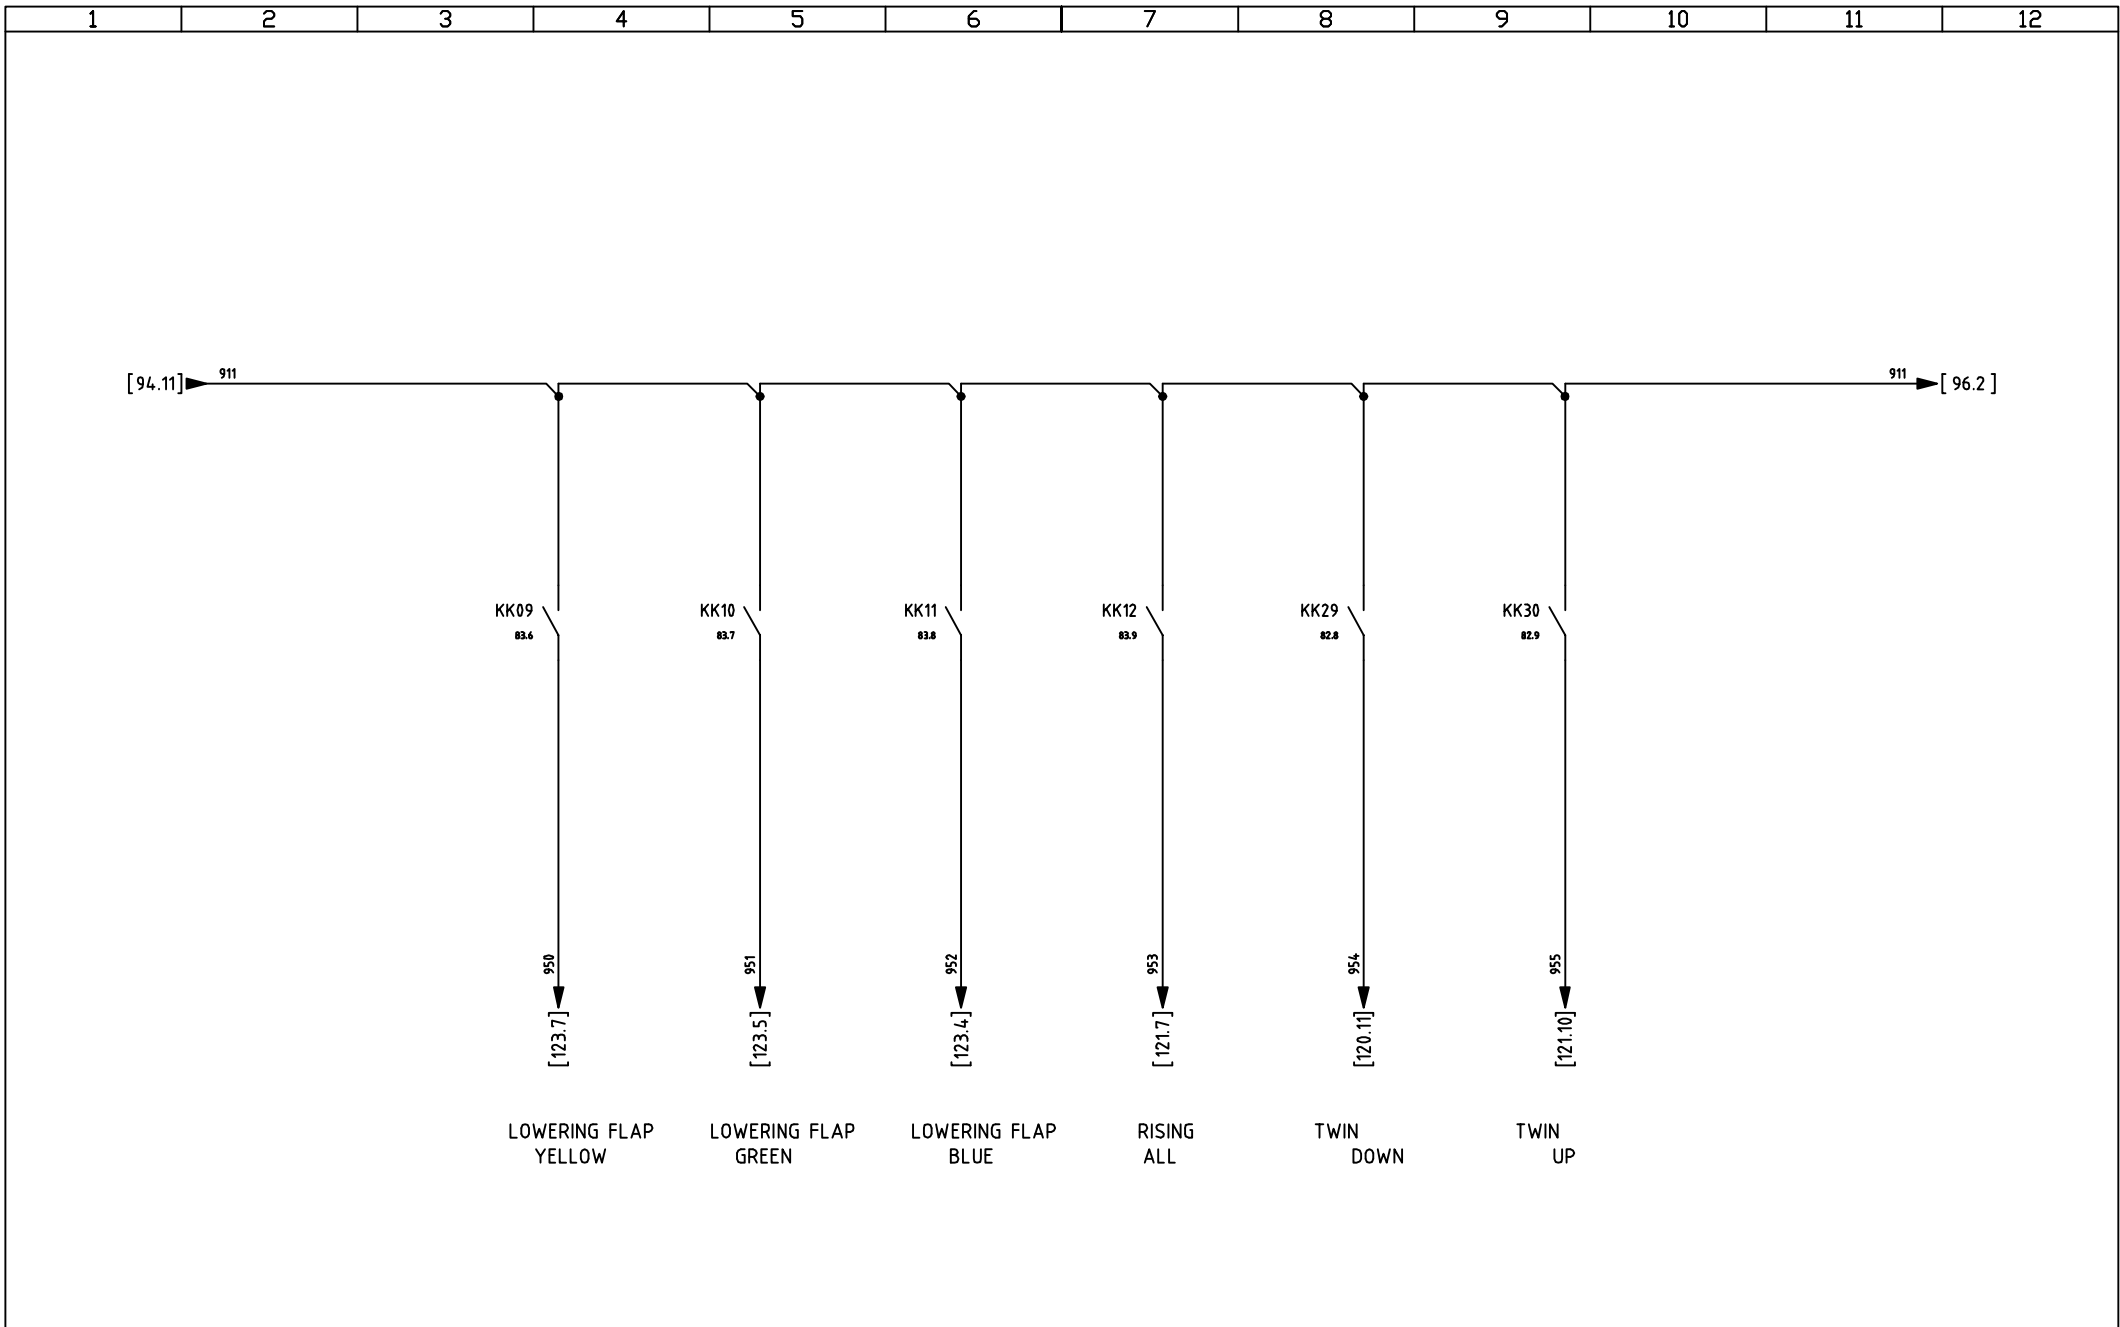 1 2 3 4 5 6 7 8 9 10 11 12
[94.11] 911 911 [ 96.2 ]
KK09 KK10 KK11 KK12 KK29 KK30
83.6 83.7 83.8 83.9 82.8 82.9
950 951 952 953 954 955
[123.7] [123.5] [123.4] [121.7] [120.11] [121.10]
LOWERING FLAP LOWERING FLAP LOWERING FLAP RISING TWIN TWIN
YELLOW GREEN BLUE ALL DOWN UP